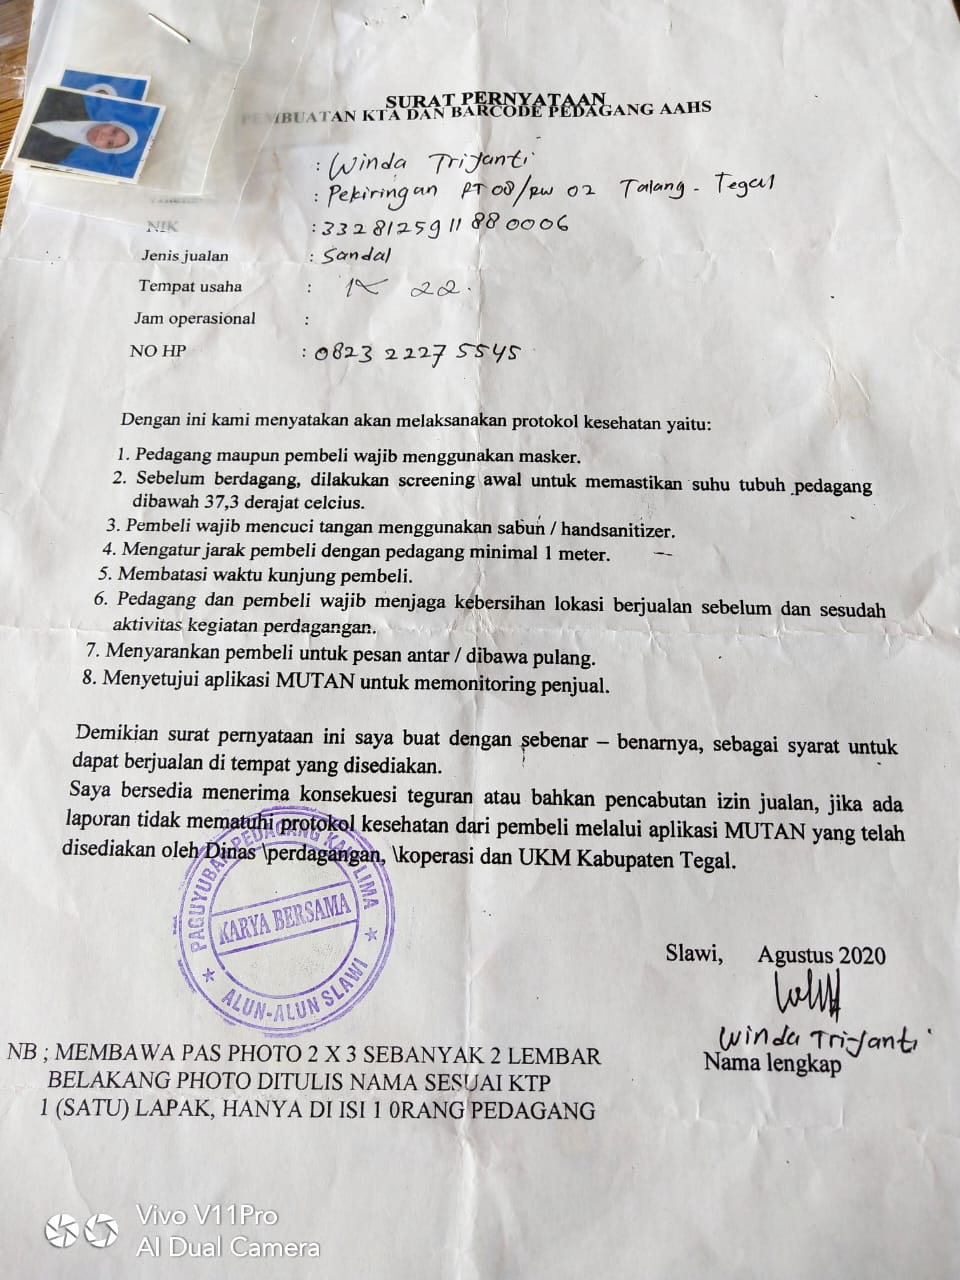 SURAT PERNYATAAN
PEMBUATAN KTA DAN BARCODE PEDAGANG AAHS
: Winda Triyanti
: Pekiringan RT 08/RW 02 Talang - Tegal
NIK : 3328125911880006
Jenis jualan : Sandal
Tempat usaha : 22.
Jam operasional :
NO HP : 0823 2227 5545
Dengan ini kami menyatakan akan melaksanakan protokol kesehatan yaitu:
1. Pedagang maupun pembeli wajib menggunakan masker.
2. Sebelum berdagang, dilakukan screening awal untuk memastikan suhu tubuh pedagang
dibawah 37,3 derajat celcius.
3. Pembeli wajib mencuci tangan menggunakan sabun / handsanitizer.
4. Mengatur jarak pembeli dengan pedagang minimal 1 meter.
5. Membatasi waktu kunjung pembeli.
6. Pedagang dan pembeli wajib menjaga kebersihan lokasi berjualan sebelum dan sesudah
aktivitas kegiatan perdagangan.
7. Menyarankan pembeli untuk pesan antar / dibawa pulang.
8. Menyetujui aplikasi MUTAN untuk memonitoring penjual.
Demikian surat pernyataan ini saya buat dengan sebenar – benarnya, sebagai syarat untuk
dapat berjualan di tempat yang disediakan.
Saya bersedia menerima konsekuesi teguran atau bahkan pencabutan izin jualan, jika ada
laporan tidak mematuhi protokol kesehatan dari pembeli melalui aplikasi MUTAN yang telah
disediakan oleh Dinas \perdagangan, \koperasi dan UKM Kabupaten Tegal.
PAGUYUBAN PEDAGANG KAKI LIMA
KARYA BERSAMA
ALUN-ALUN SLAWI
Slawi, Agustus 2020
Winda Triyanti
Nama lengkap
NB ; MEMBAWA PAS PHOTO 2 X 3 SEBANYAK 2 LEMBAR
BELAKANG PHOTO DITULIS NAMA SESUAI KTP
1 (SATU) LAPAK, HANYA DI ISI 1 0RANG PEDAGANG
Vivo V11Pro
AI Dual Camera